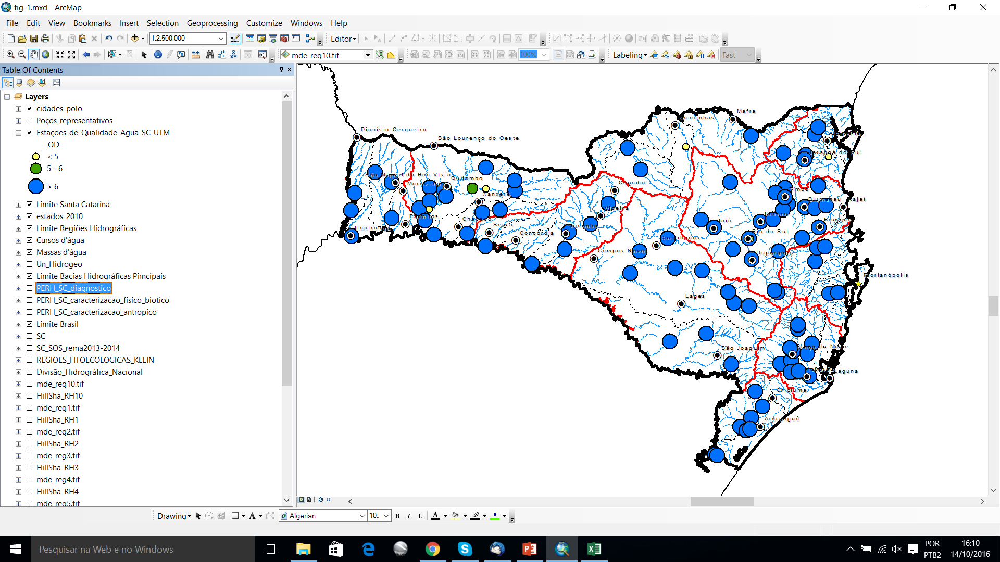 fig_1.mxd - ArcMap
File Edit View Bookmarks Insert Selection Geoprocessing Customize Windows Help
1:2.500.000 Editor
mde_reg10.tif 100% Labeling Fast
Table Of Contents
Layers
cidades_polo
Poços_representativos
Estaçoes_de_Qualidade_Agua_SC_UTM
OD
< 5
5 - 6
> 6
Limite Santa Catarina
estados_2010
Limite Regiões Hidrográficas
Cursos d'água
Massas d'água
Un_Hidrogeo
Limite Bacias Hidrográficas Pirncipais
PERH_SC_diagnostico
PERH_SC_caracterizacao_fisico_biotico
PERH_SC_caracterizacao_antropico
Limite Brasil
SC
SC_SOS_rema2013-2014
REGIOES_FITOECOLOGICAS_KLEIN
Divisão_Hidrográfica_Nacional
mde_reg10.tif
HillSha_RH10
mde_reg1.tif
HillSha_RH1
mde_reg2.tif
HillSha_RH2
mde_reg3.tif
HillSha_RH3
mde_reg4.tif
HillSha_RH4
mde_reg5.tif
Mafra
Canoinhas
Dionísio Cerqueira
São Lourenço do Oeste
Jaraguá do Sul
São Miguel da Boa Vista
Quilombo
Maravilha
Caçador
Timbó
Xanxerê
Blumenau
Itajaí
Videira
Ibirama
Palmitos
Chapecó
Taió
Brusque
Seara
Itapiranga
Joaçaba
Concórdia
Rio do Sul
Curitibanos
Campos Novos
Ituporanga
Florianópolis
Lages
Braço do Norte
São Joaquim
Laguna
Criciúma
Araranguá
Drawing A Algerian 10, B I U A
Pesquisar na Web e no Windows
POR
PTB2
16:10
14/10/2016